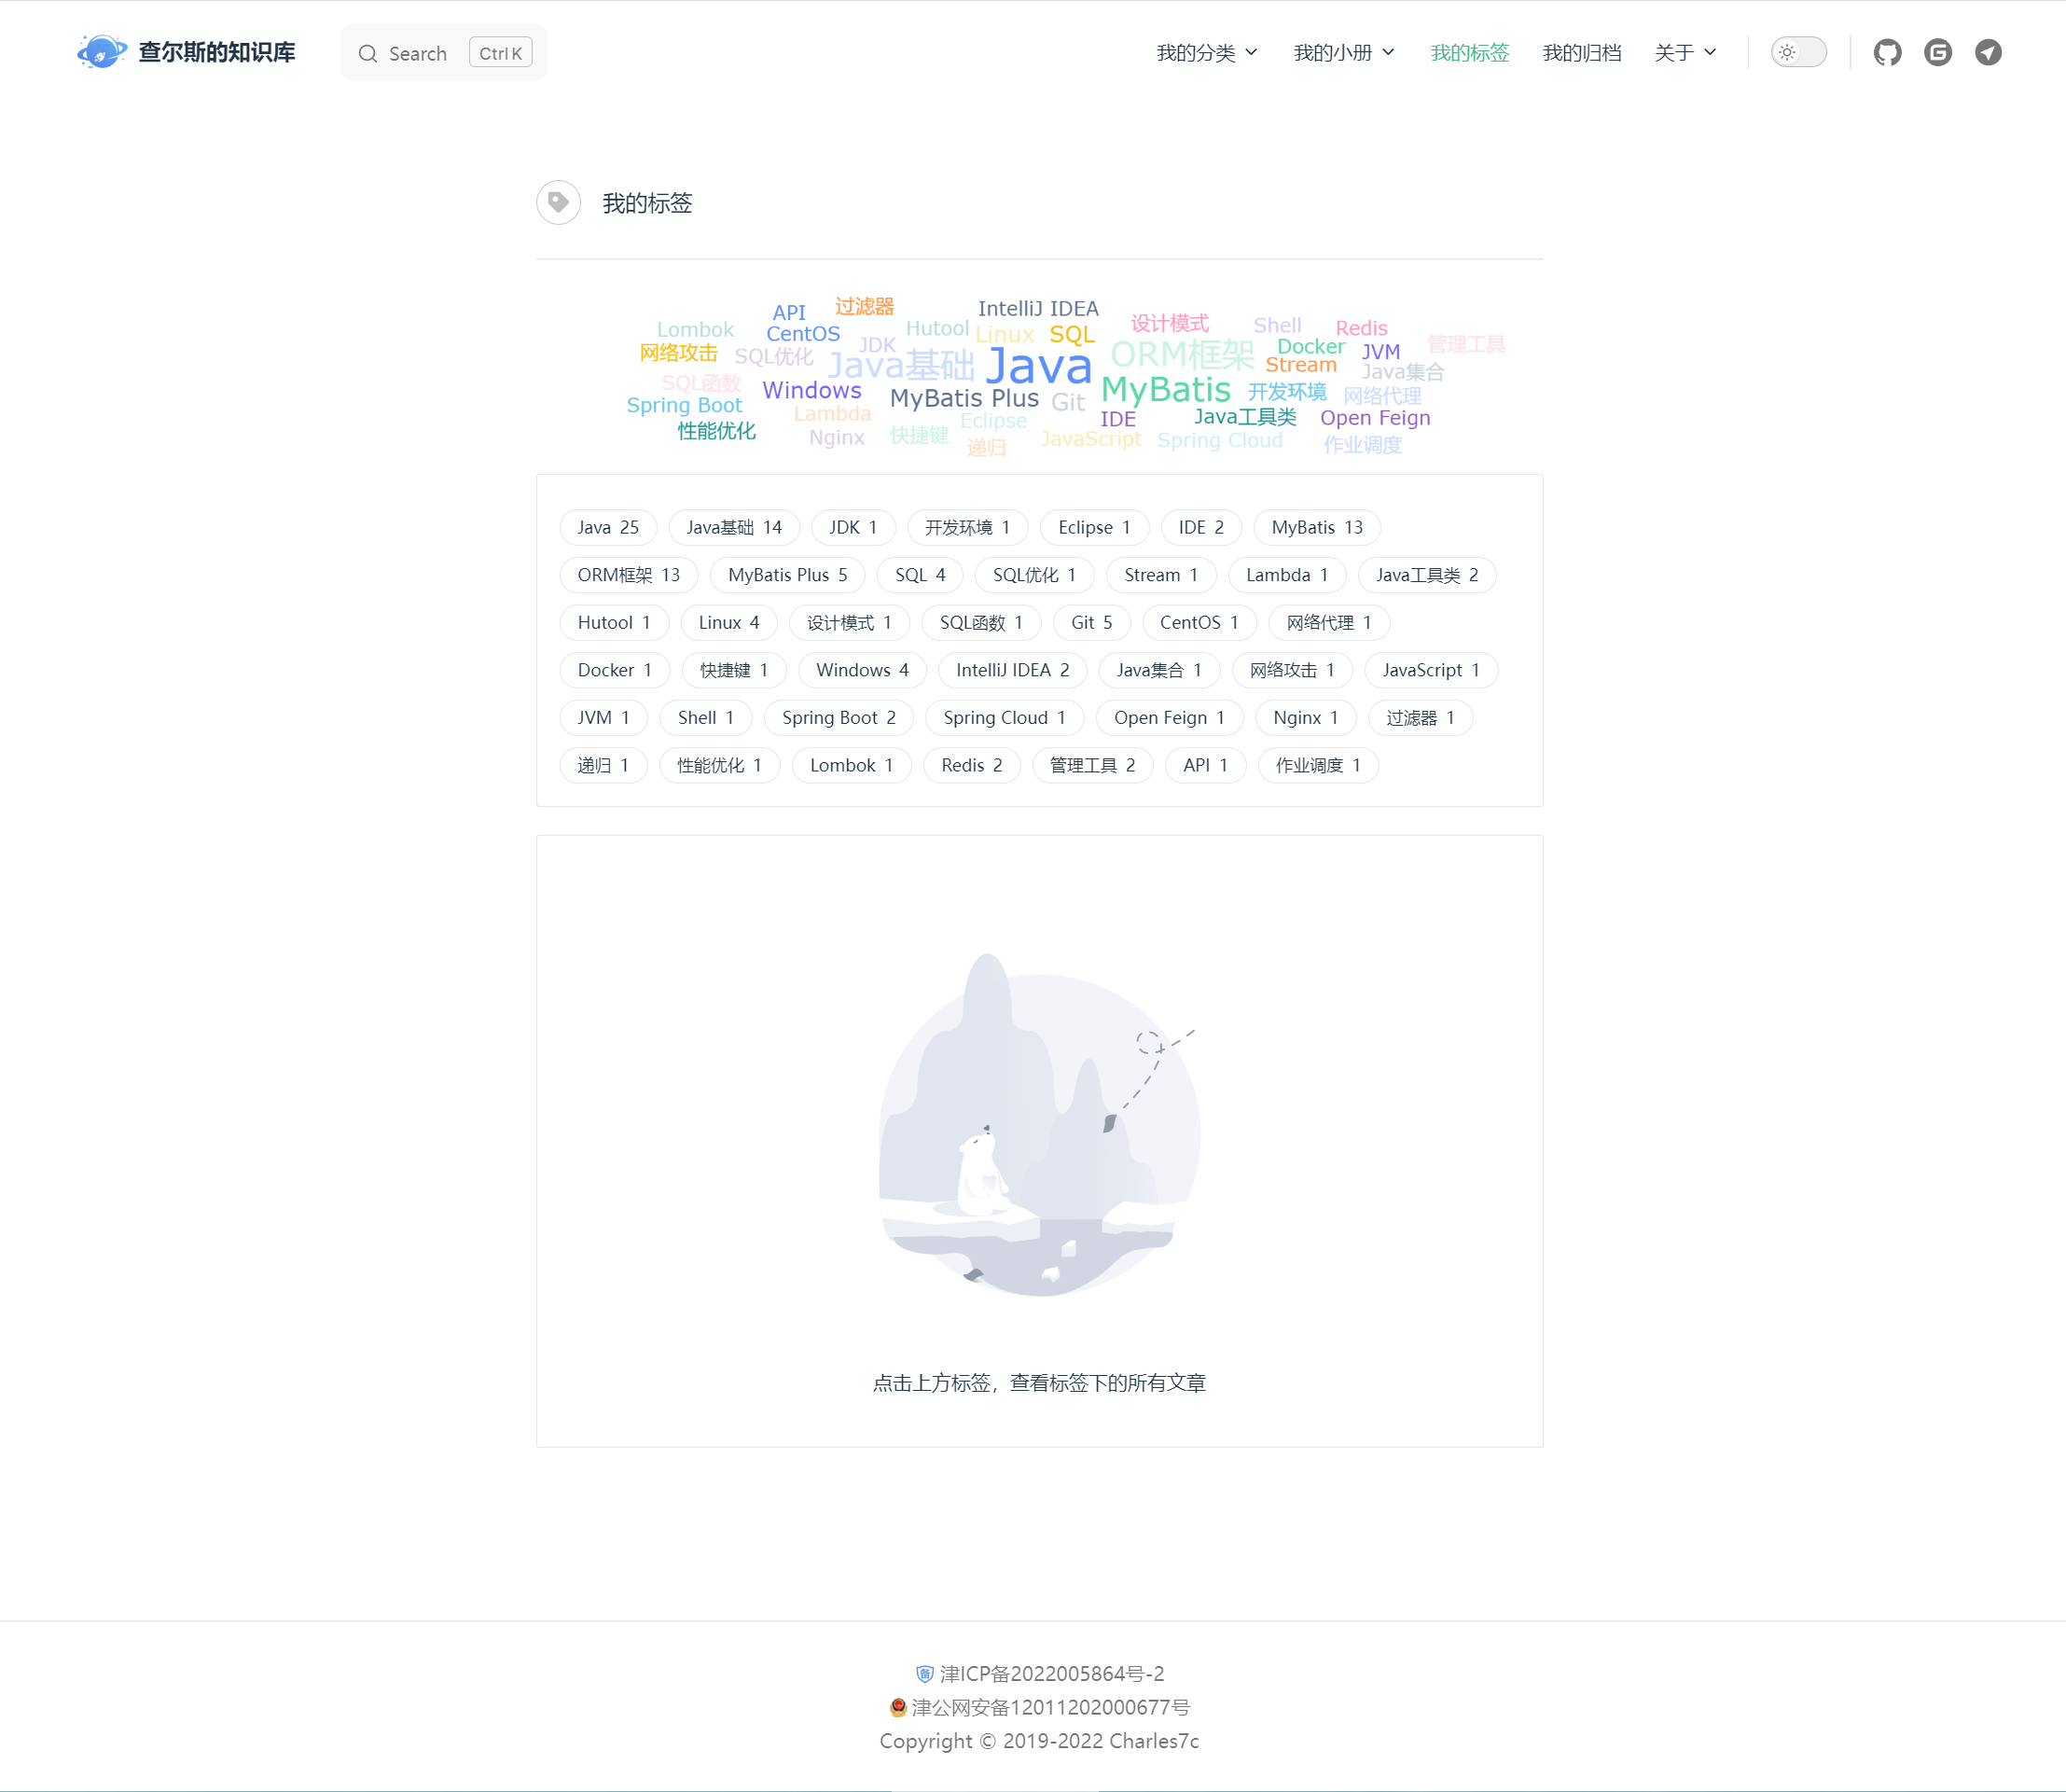 查尔斯的知识库 Search Ctrl K 我的分类 我的小册 我的标签 我的归档 关于
我的标签
API 过滤器 IntelliJ IDEA
Lombok CentOS Hutool Linux SQL 设计模式 Shell Redis
网络攻击 SQL优化 JDK Java基础 Java ORM框架 Docker JVM 管理工具
Stream Java集合
SQL函数 Windows MyBatis Plus Git MyBatis 开发环境 网络代理
Spring Boot Lambda Eclipse IDE Java工具类 Open Feign
性能优化 Nginx 快捷键 递归 JavaScript Spring Cloud 作业调度
Java 25 Java基础 14 JDK 1 开发环境 1 Eclipse 1 IDE 2 MyBatis 13
ORM框架 13 MyBatis Plus 5 SQL 4 SQL优化 1 Stream 1 Lambda 1 Java工具类 2
Hutool 1 Linux 4 设计模式 1 SQL函数 1 Git 5 CentOS 1 网络代理 1
Docker 1 快捷键 1 Windows 4 IntelliJ IDEA 2 Java集合 1 网络攻击 1 JavaScript 1
JVM 1 Shell 1 Spring Boot 2 Spring Cloud 1 Open Feign 1 Nginx 1 过滤器 1
递归 1 性能优化 1 Lombok 1 Redis 2 管理工具 2 API 1 作业调度 1
点击上方标签，查看标签下的所有文章
津ICP备2022005864号-2
津公网安备12011202000677号
Copyright © 2019-2022 Charles7c